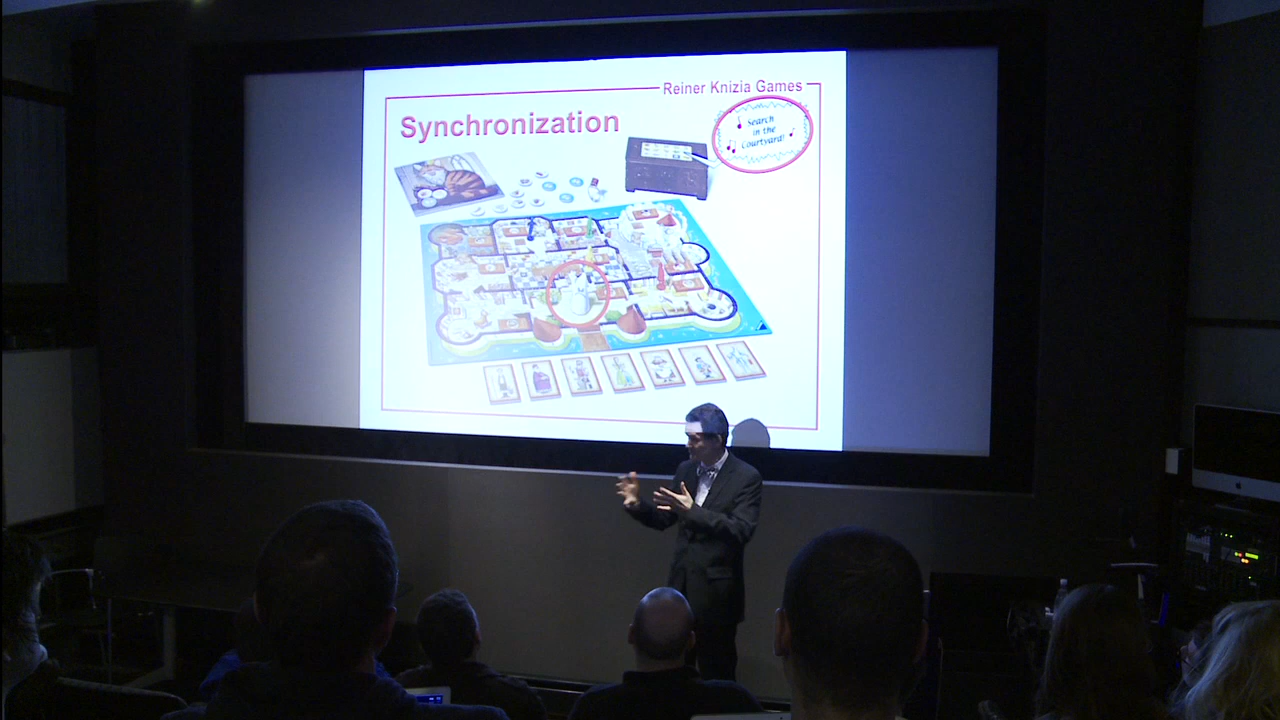 Reiner Knizia Games
Synchronization
Search
in the
Courtyard!